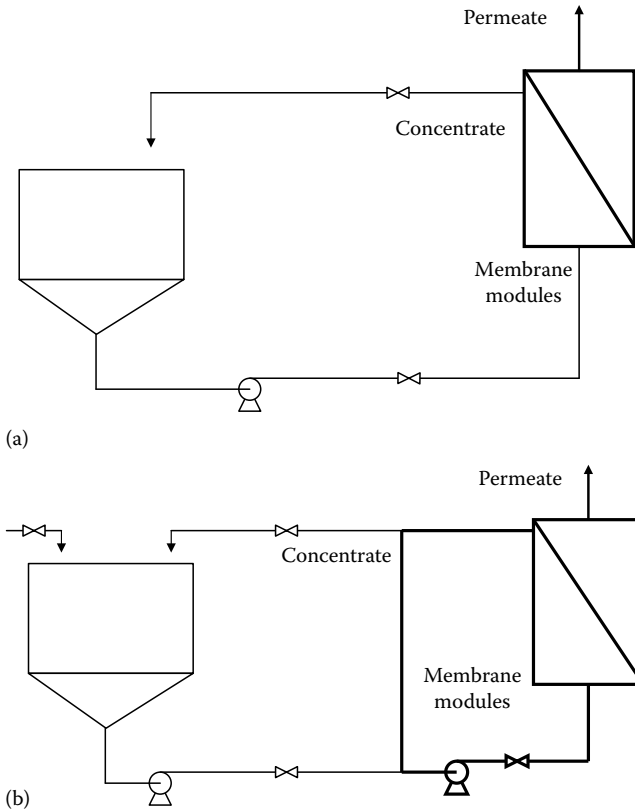 Permeate
Concentrate
Membrane
modules
(a)
Permeate
Concentrate
Membrane
modules
(b)